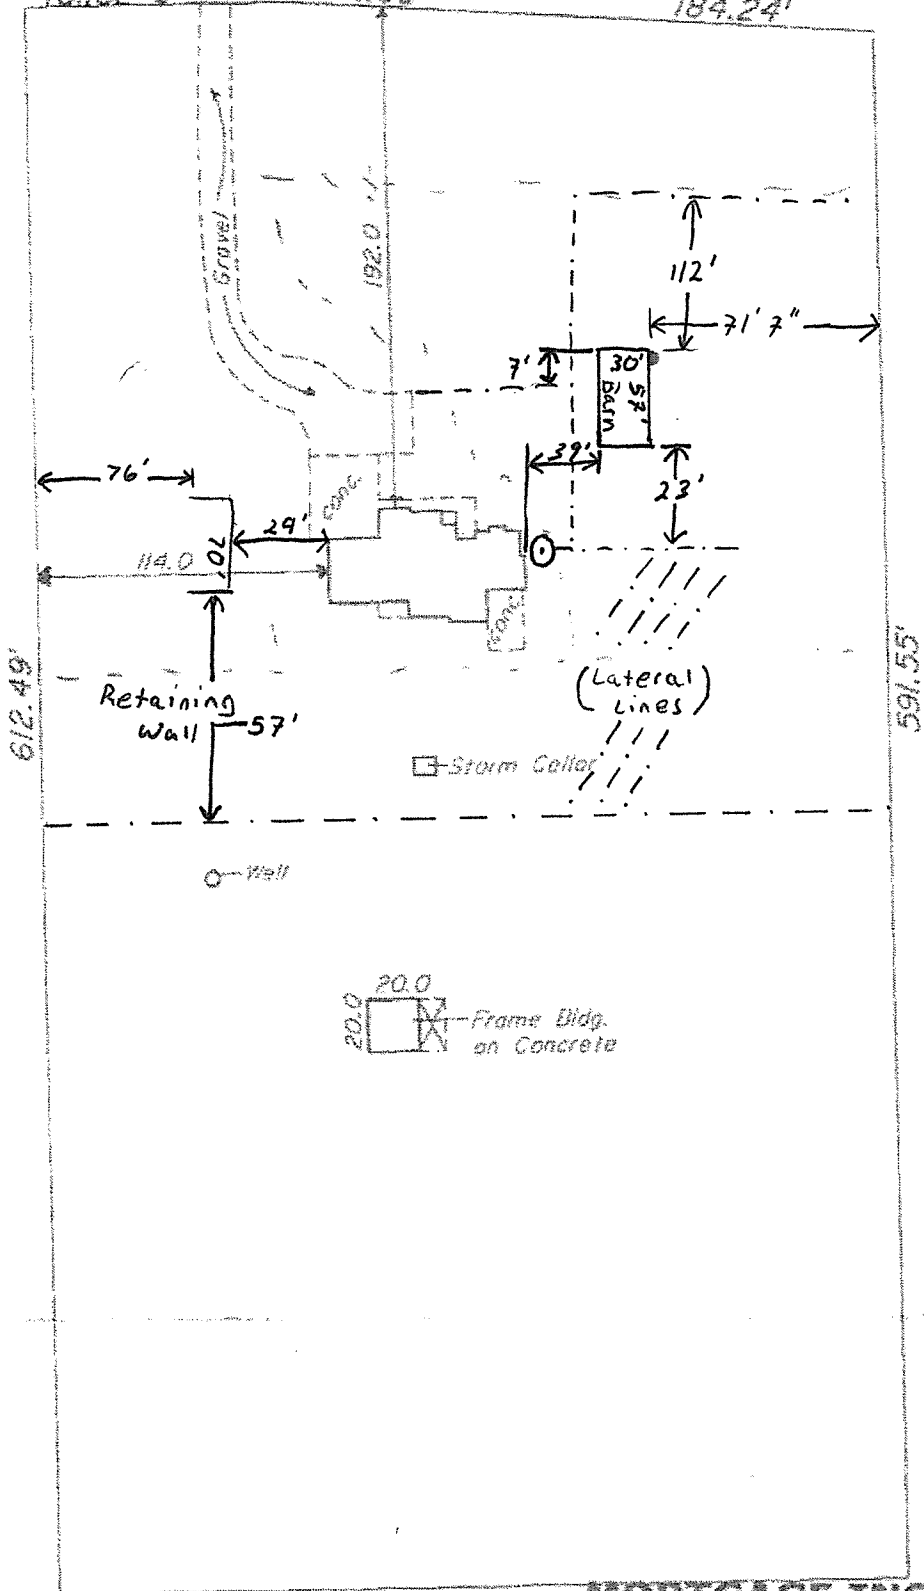 184.24'
Gravel
192.0
112'
71' 7"
7'
30'
57'
Barn
39'
76'
conc.
23'
29'
70'
114.0
conc.
612.49'
591.55'
Retaining
Wall
57'
(Lateral
Lines)
Storm Cellar
Well
20.0
20.0
Frame Bldg.
on Concrete